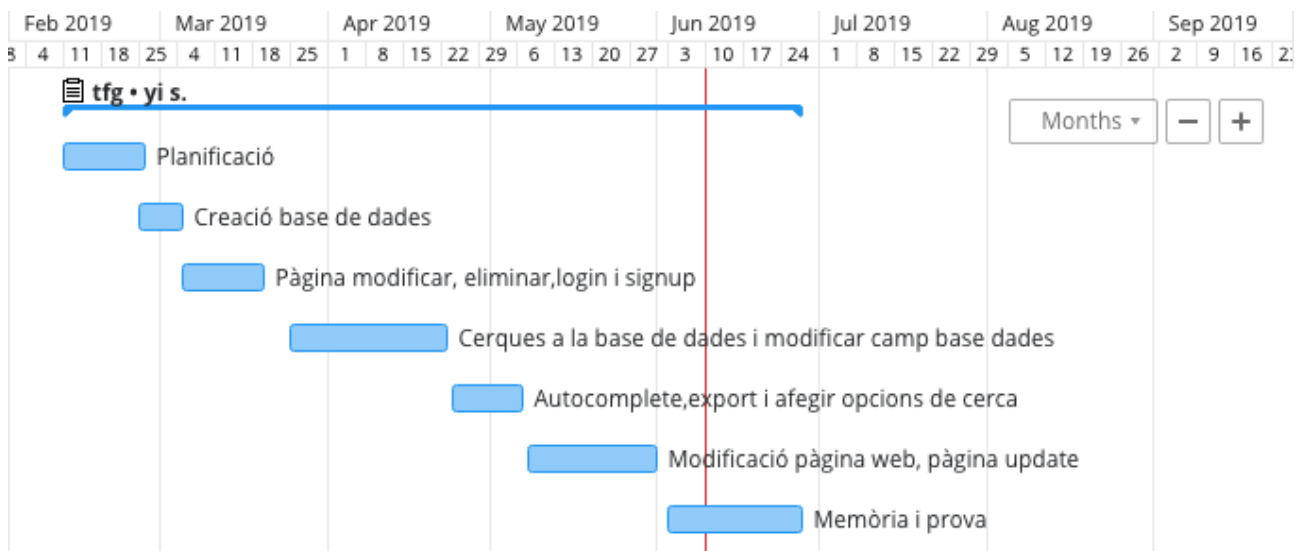 Feb 2019 Mar 2019 Apr 2019 May 2019 Jun 2019 Jul 2019 Aug 2019 Sep 2019
4 11 18 25 4 11 18 25 1 8 15 22 29 6 13 20 27 3 10 17 24 1 8 15 22 29 5 12 19 26 2 9 16
tfg • yi s.
Months
Planificació
Creació base de dades
Pàgina modificar, eliminar,login i signup
Cerques a la base de dades i modificar camp base dades
Autocomplete,export i afegir opcions de cerca
Modificació pàgina web, pàgina update
Memòria i prova